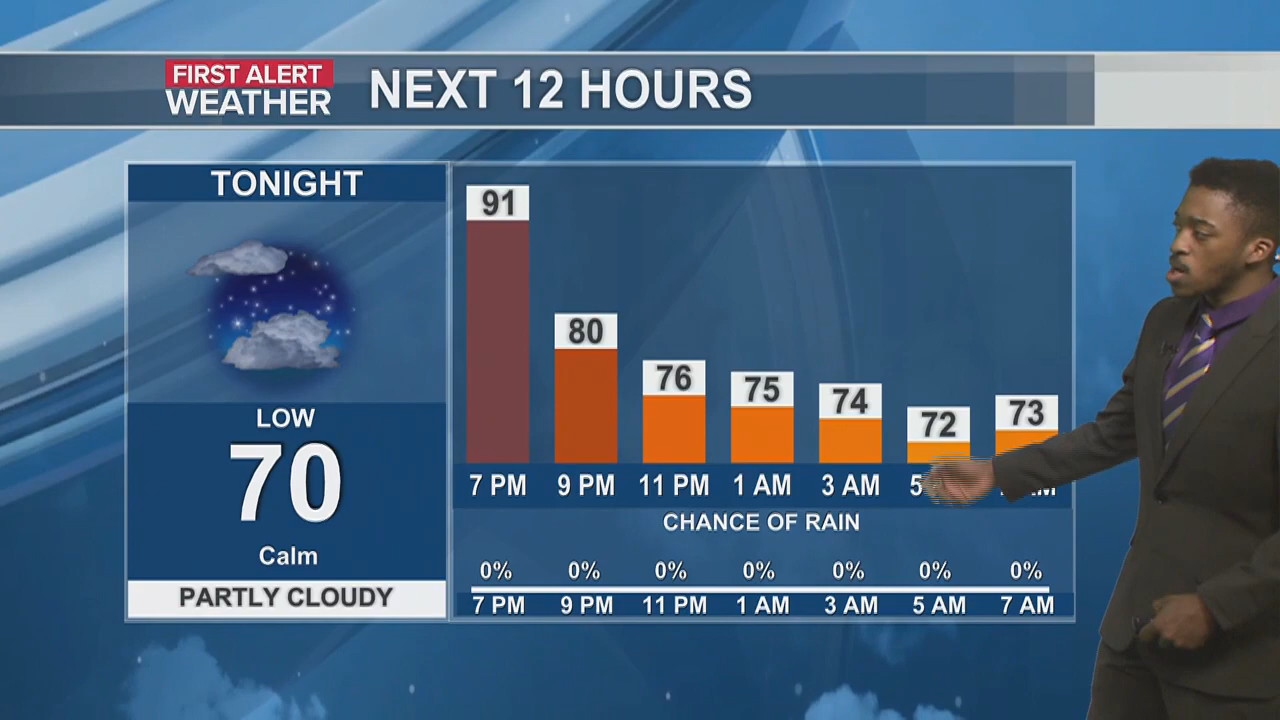 FIRST ALERT
WEATHER
NEXT 12 HOURS
TONIGHT
LOW
70
Calm
PARTLY CLOUDY
91 80 76 75 74 72 73
7 PM 9 PM 11 PM 1 AM 3 AM 5
CHANCE OF RAIN
0% 0% 0% 0% 0% 0% 0%
7 PM 9 PM 11 PM 1 AM 3 AM 5 AM 7 AM